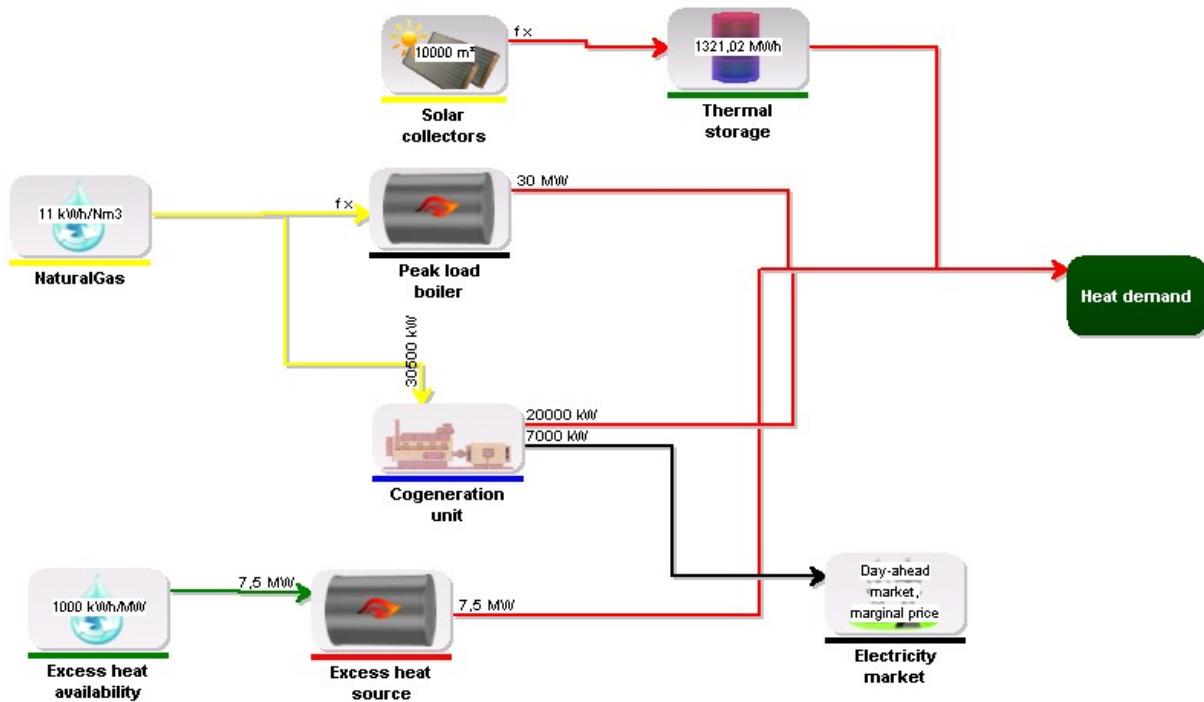 10000 m²
f x
Solar
collectors
1321,02 MWh
Thermal
storage
11 kWh/Nm3
NaturalGas
f x
30 MW
Peak load
boiler
Heat demand
30500 kW
20000 kW
7000 kW
Cogeneration
unit
1000 kWh/MW
Excess heat
availability
7,5 MW
7,5 MW
Excess heat
source
Day-ahead
market,
marginal price
Electricity
market